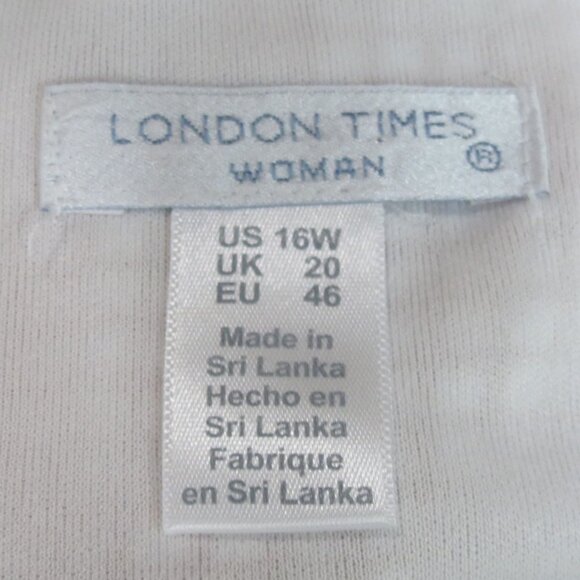 LONDON TIMES
WOMAN ®
US 16W
UK 20
EU 46
Made in
Sri Lanka
Hecho en
Sri Lanka
Fabrique
en Sri Lanka